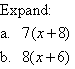 Expand:
a. 7(x+8)
b. 8(x+6)